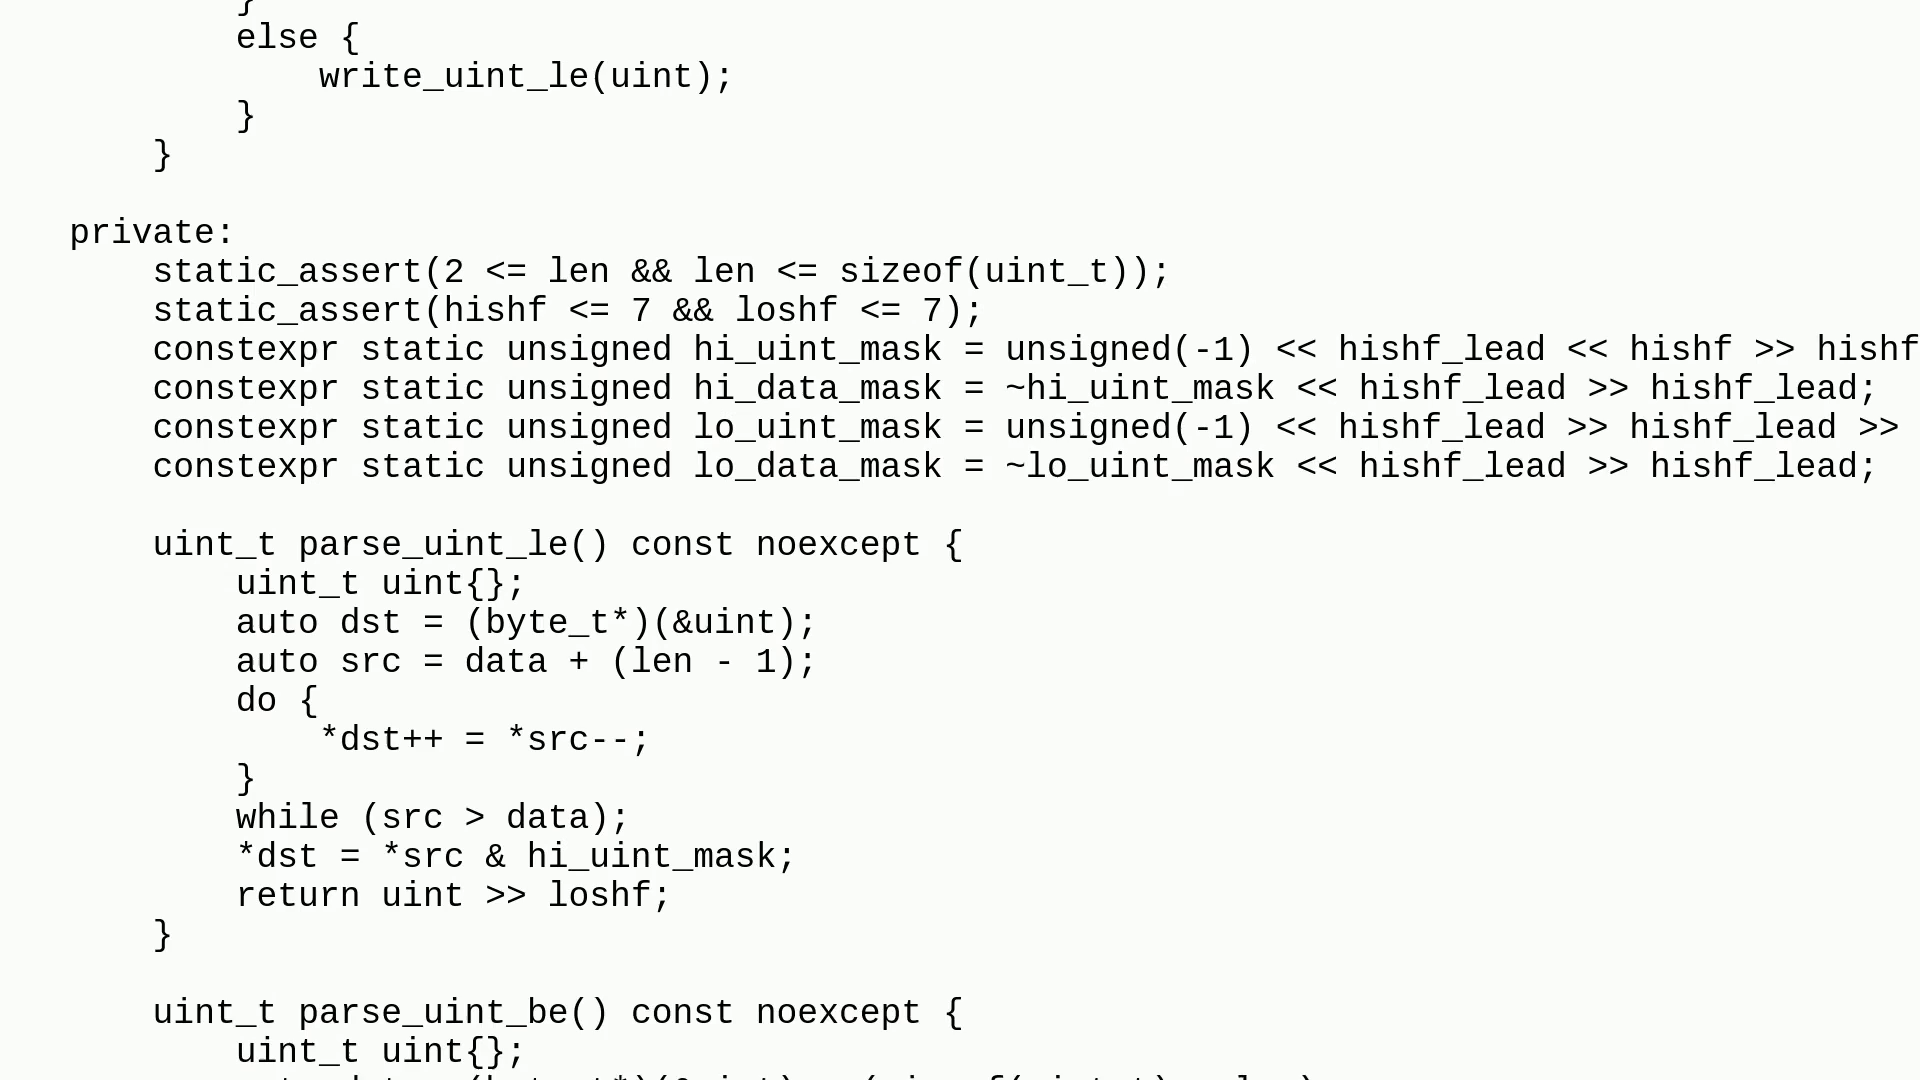 }
else {
write_uint_le(uint);
}
}
private:
static_assert(2 <= len && len <= sizeof(uint_t));
static_assert(hishf <= 7 && loshf <= 7);
constexpr static unsigned hi_uint_mask = unsigned(-1) << hishf_lead << hishf >> hishf
constexpr static unsigned hi_data_mask = ~hi_uint_mask << hishf_lead >> hishf_lead;
constexpr static unsigned lo_uint_mask = unsigned(-1) << hishf_lead >> hishf_lead >>
constexpr static unsigned lo_data_mask = ~lo_uint_mask << hishf_lead >> hishf_lead;
uint_t parse_uint_le() const noexcept {
uint_t uint{};
auto dst = (byte_t*)(&uint);
auto src = data + (len - 1);
do {
*dst++ = *src--;
}
while (src > data);
*dst = *src & hi_uint_mask;
return uint >> loshf;
}
uint_t parse_uint_be() const noexcept {
uint_t uint{};